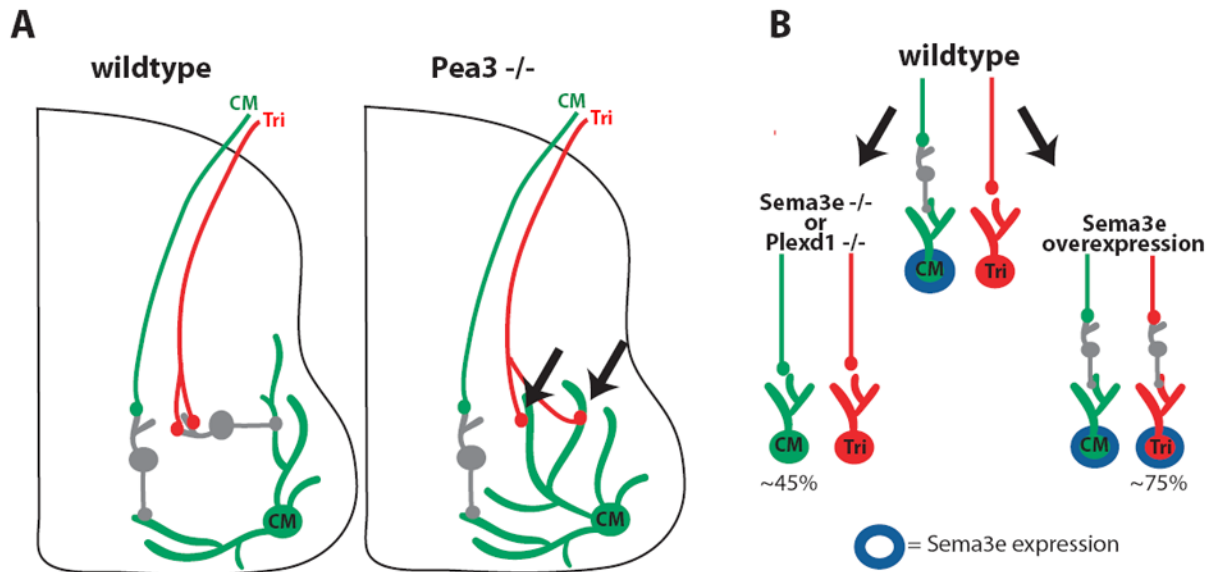 A
wildtype
Pea3 -/-
CM
Tri
CM
Tri
CM
CM
B
wildtype
Sema3e -/-
or
Plexd1 -/-
CM
Tri
Sema3e
overexpression
CM
Tri
CM
Tri
~45%
~75%
= Sema3e expression